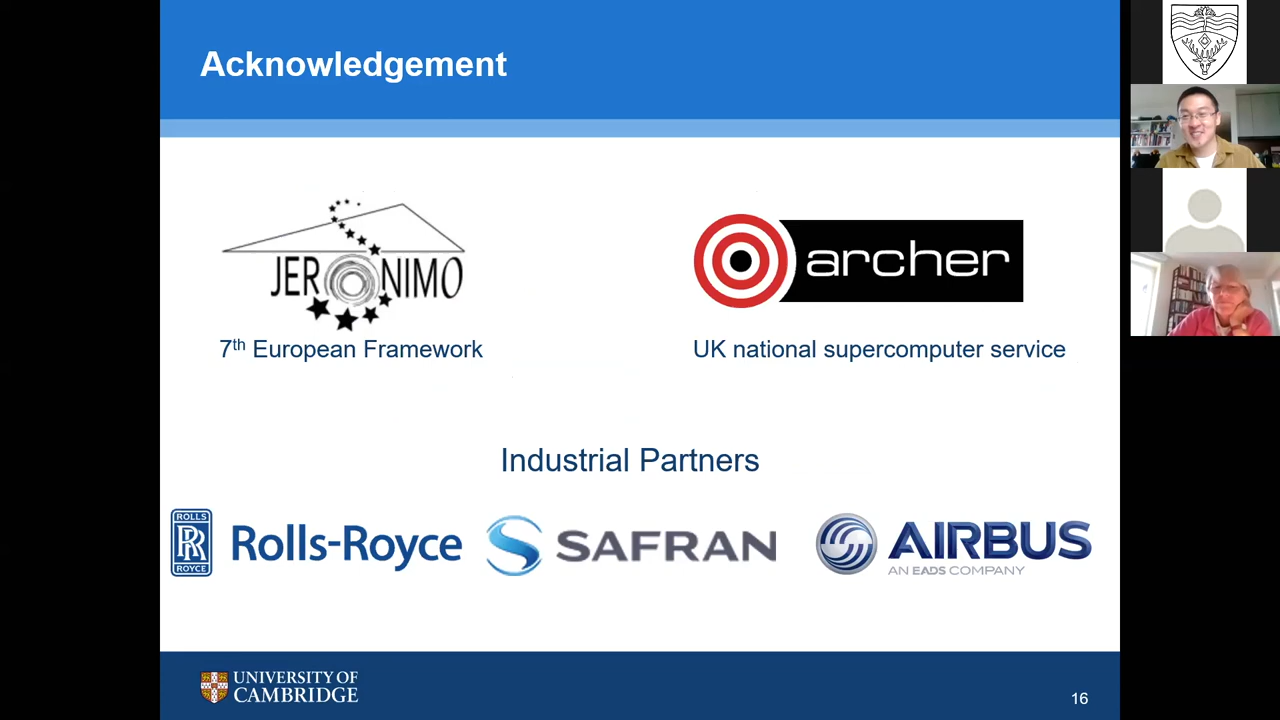 Acknowledgement
JERONIMO
archer
7th European Framework
UK national supercomputer service
Industrial Partners
ROLLS
RR
ROYCE
Rolls-Royce
SAFRAN
AIRBUS
AN EADS COMPANY
UNIVERSITY OF
CAMBRIDGE
16